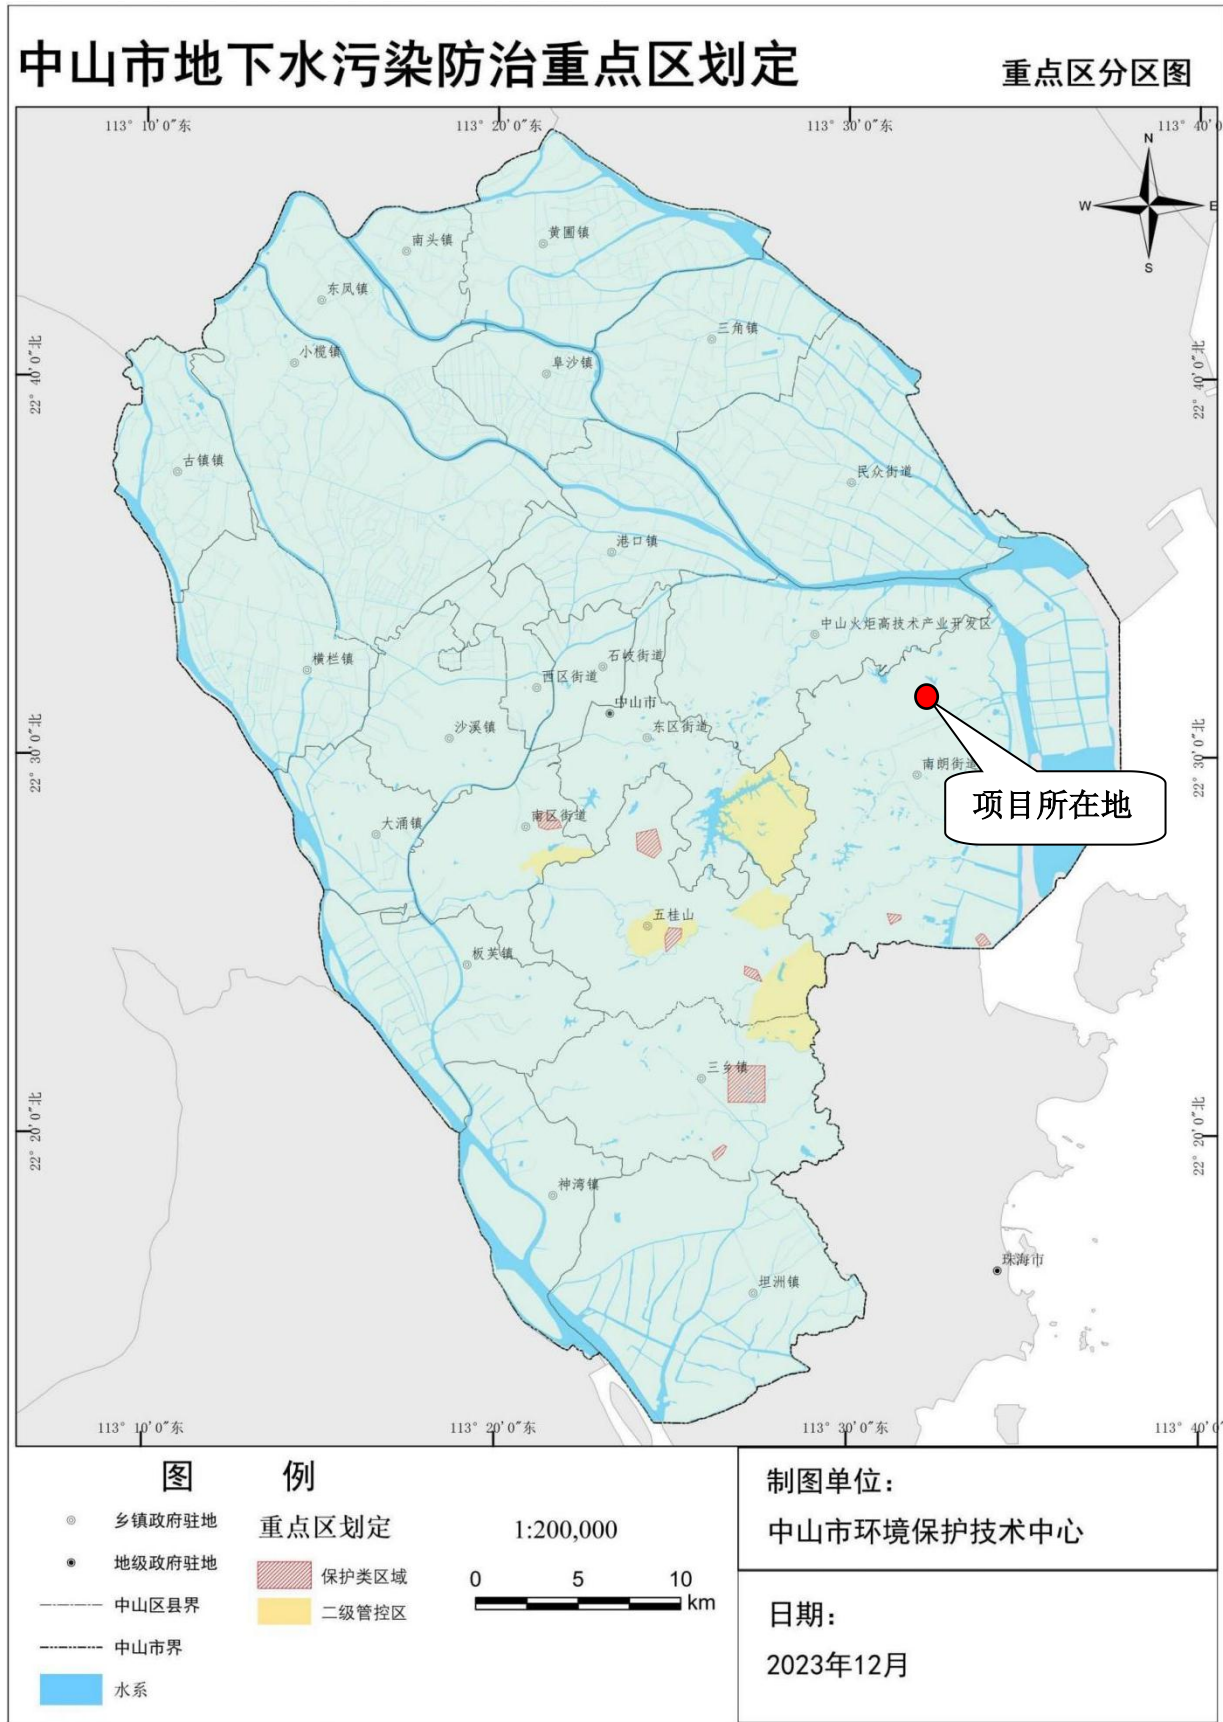 中山市地下水污染防治重点区划定
重点区分区图
113° 10′0″东
113° 20′0″东
113° 30′0″东
113° 40′0
N
W
E
S
南头镇
黄圃镇
东凤镇
三角镇
小榄镇
阜沙镇
22° 40′0″北
22° 40′0″北
古镇镇
民众街道
港口镇
中山火炬高技术产业开发区
横栏镇
石岐街道
西区街道
中山市
沙溪镇
东区街道
22° 30′0″北
22° 30′0″北
南朗街道
项目所在地
大涌镇
南区街道
五桂山
板芙镇
三乡镇
22° 20′0″北
22° 20′0″北
神湾镇
珠海市
坦洲镇
113° 10′0″东
113° 20′0″东
113° 30′0″东
113° 40′0
图 例
乡镇政府驻地
地级政府驻地
中山区县界
中山市界
水系
重点区划定
保护类区域
二级管控区
1:200,000
0 5 10
km
制图单位：
中山市环境保护技术中心
日期：
2023年12月